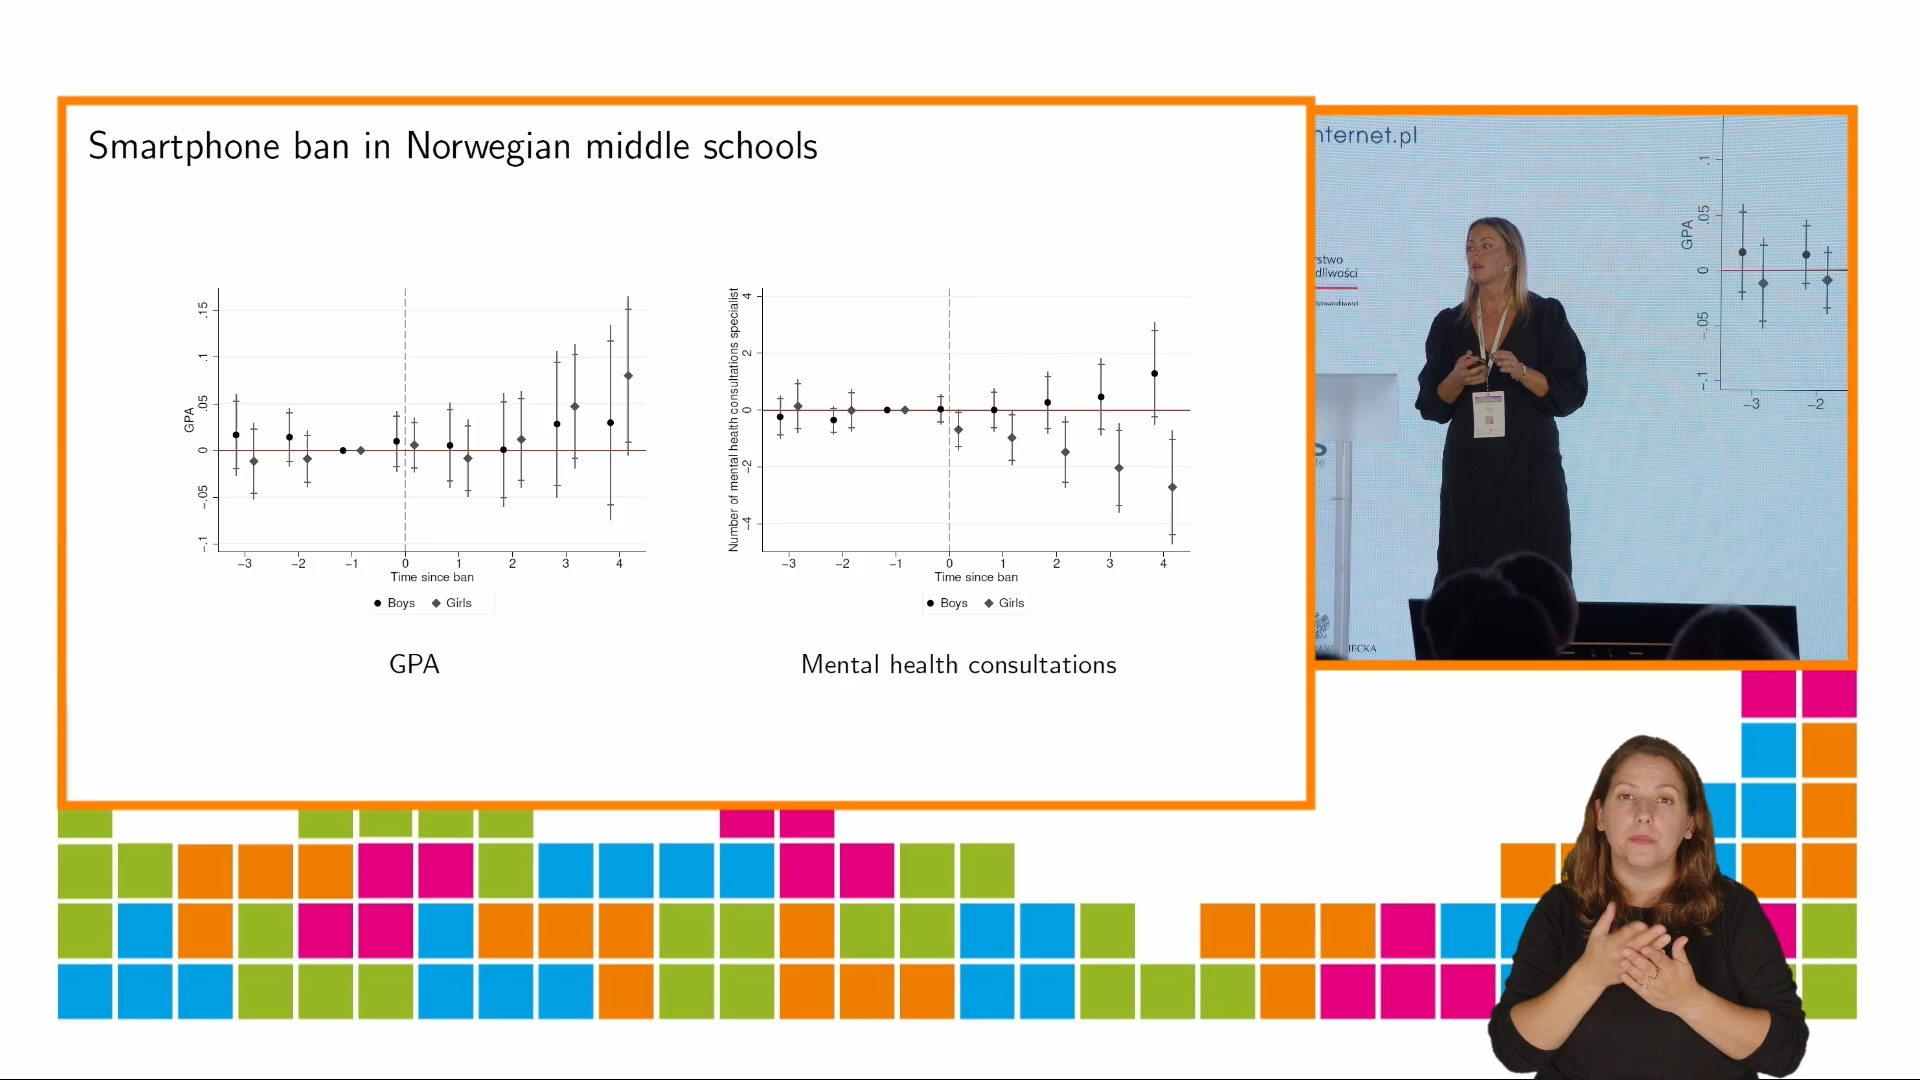 Smartphone ban in Norwegian middle schools
GPA
.15
.1
.05
0
-.05
-.1
-3 -2 -1 0 1 2 3 4
Time since ban
Boys Girls
GPA
Number of mental health consultations specialist
4
2
0
-2
-4
-3 -2 -1 0 1 2 3 4
Time since ban
Boys Girls
Mental health consultations
nternet.pl
rstwo
dliwości
GPA
.1
.05
0
-.05
-.1
-3 -2
IECKA